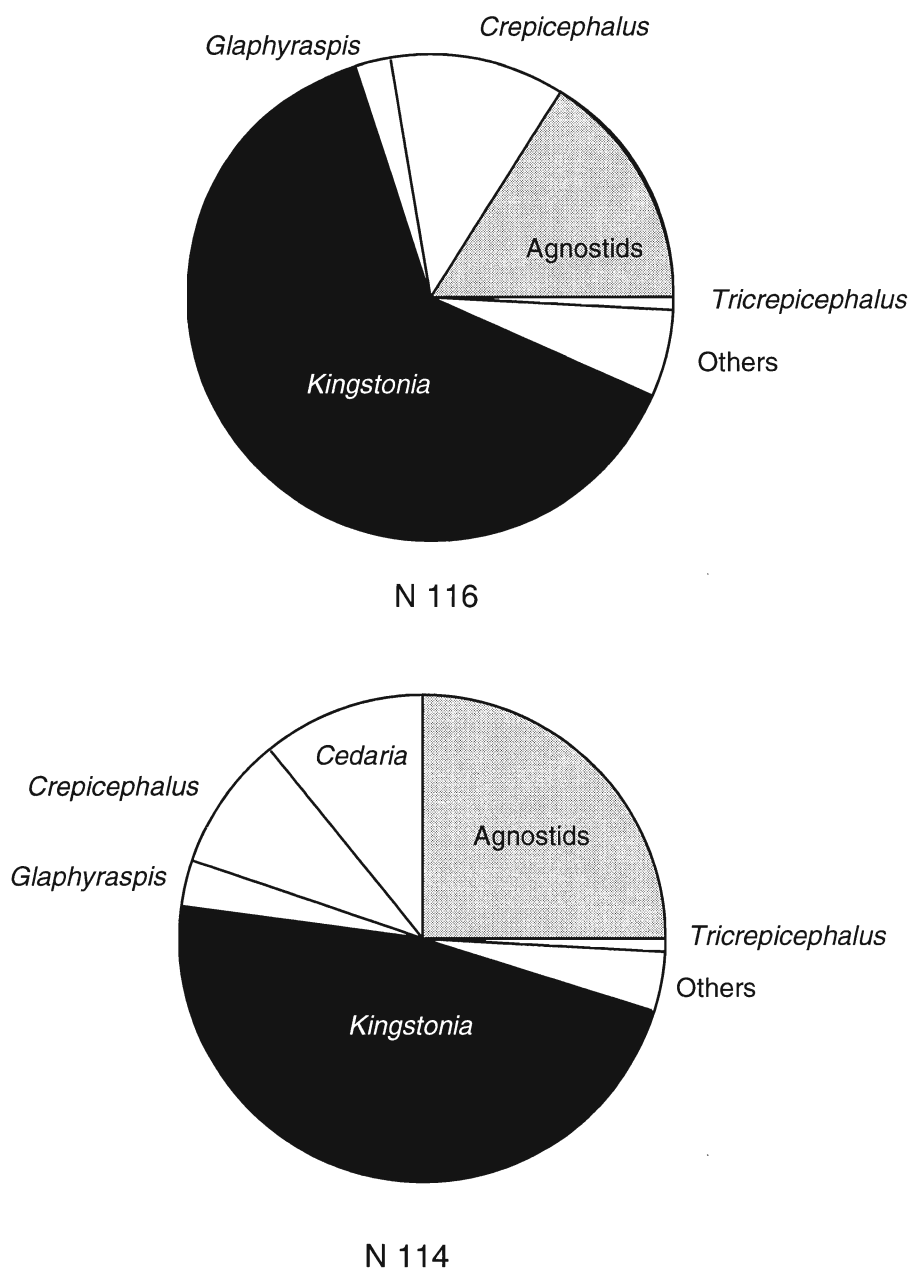 Crepicephalus
Glaphyraspis
Agnostids
Tricrepicephalus
Others
Kingstonia
N 116
Cedaria
Crepicephalus
Agnostids
Glaphyraspis
Tricrepicephalus
Others
Kingstonia
N 114